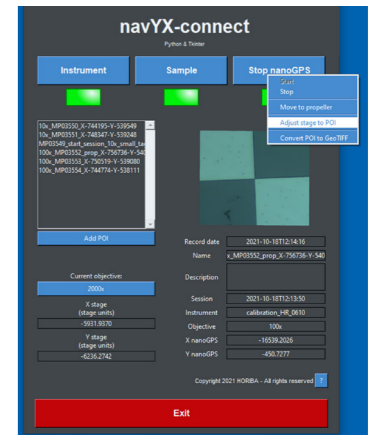 navYX-connect
Python & Tkinter
Instrument
Sample
Stop nanoGPS
Start
Stop
Move to propeller
Adjust stage to POI
Convert POI to GeoTIFF
10x_MP03550_X-744195-Y-539549
10x_MP03551_X-748347-Y-539248
MP03549_start_session_10x_small_ta
100x_MP03552_prop_X-756736-Y-540
100x_MP03553_X-750519-Y-539080
100x_MP03554_X-744774-Y-538111
Add POI
Current objective:
2000x
X stage
(stage units)
-5931.9370
Y stage
(stage units)
-6236.2742
Record date
2021-10-18T12:14:16
Name
x_MP03552_prop_X-756736-Y-540
Description
Session
2021-10-18T12:13:50
Instrument
calibration_HR_0610
Objective
100x
X nanoGPS
-16539.2026
Y nanoGPS
-450.7277
Copyright 2021 HORIBA - All rights reserved
?
Exit